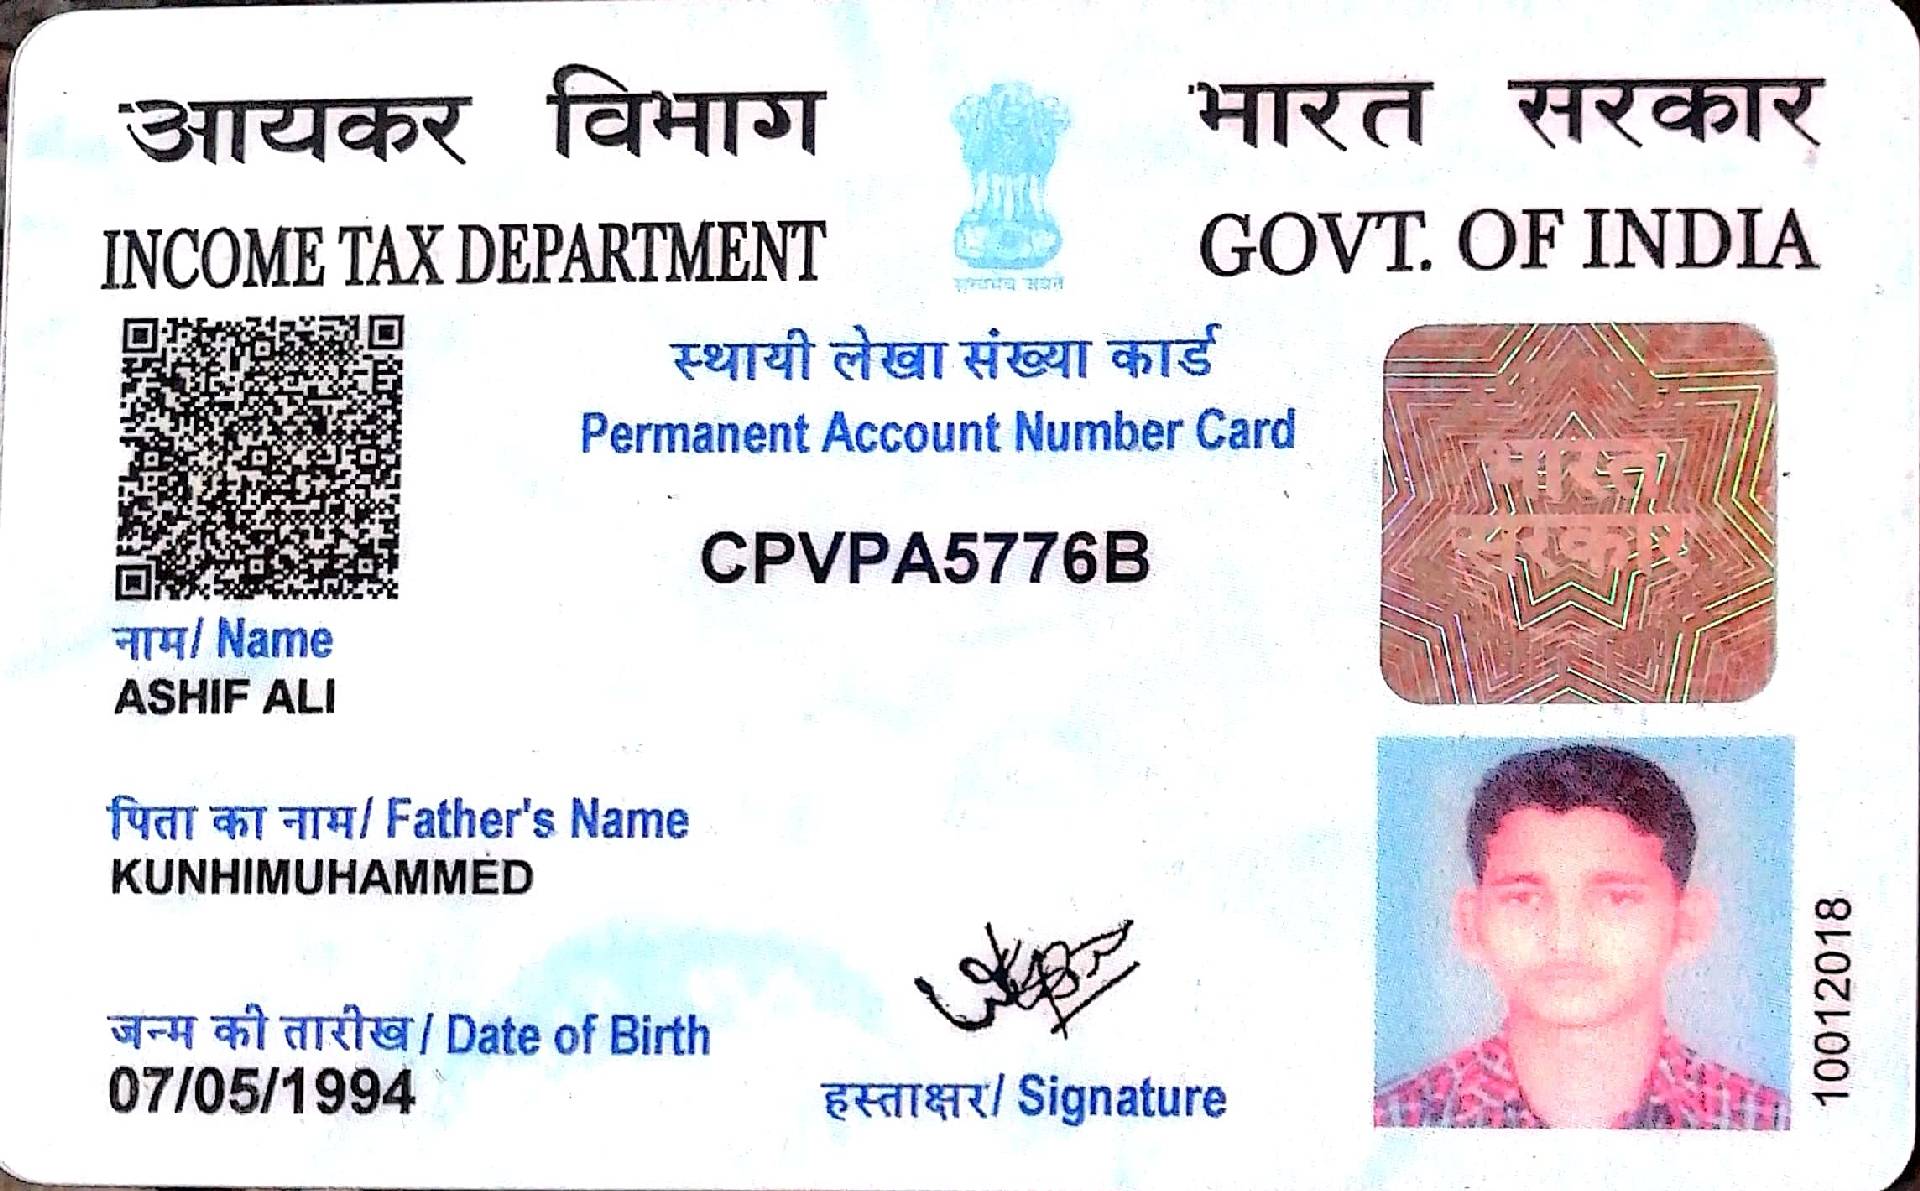 आयकर विभाग
INCOME TAX DEPARTMENT
भारत सरकार
GOVT. OF INDIA
सत्यमेव जयते
स्थायी लेखा संख्या कार्ड
Permanent Account Number Card
CPVPA5776B
भारत
सरकार
नाम/ Name
ASHIF ALI
पिता का नाम/ Father's Name
KUNHIMUHAMMED
जन्म की तारीख / Date of Birth
07/05/1994
हस्ताक्षर/ Signature
10012018